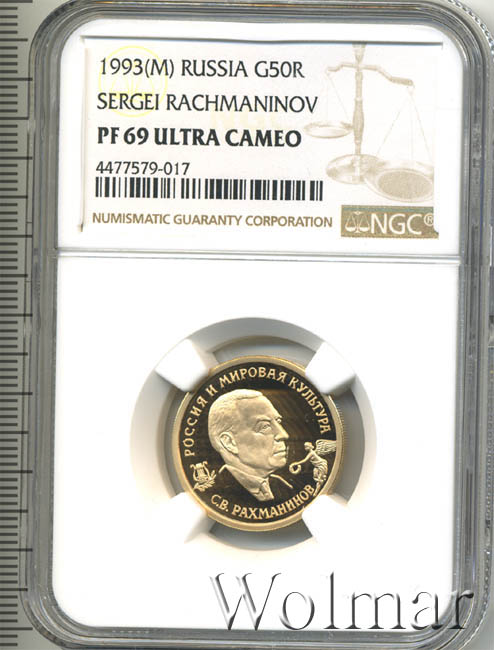 1993(M) RUSSIA G50R
SERGEI RACHMANINOV
PF 69 ULTRA CAMEO
4477579-017
NUMISMATIC GUARANTY CORPORATION
NGC®
РОССИЯ И МИРОВАЯ КУЛЬТУРА
С.В. РАХМАНИНОВ
Wolmar